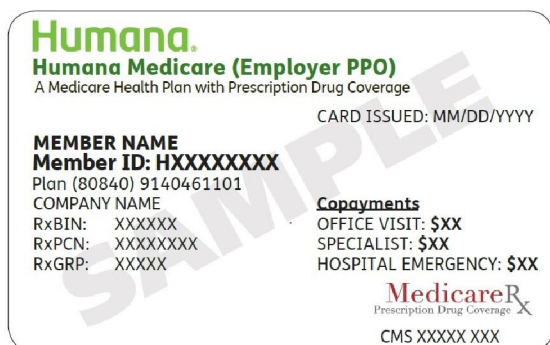 Humana.
Humana Medicare (Employer PPO)
A Medicare Health Plan with Prescription Drug Coverage
CARD ISSUED: MM/DD/YYYY
MEMBER NAME
Member ID: HXXXXXXXX
Plan (80840) 9140461101
COMPANY NAME
RxBIN: XXXXXX
RxPCN: XXXXXXXX
RxGRP: XXXXX
Copayments
OFFICE VISIT: $XX
SPECIALIST: $XX
HOSPITAL EMERGENCY: $XX
MedicareRx
Prescription Drug Coverage
CMS XXXXX XXX
SAMPLE